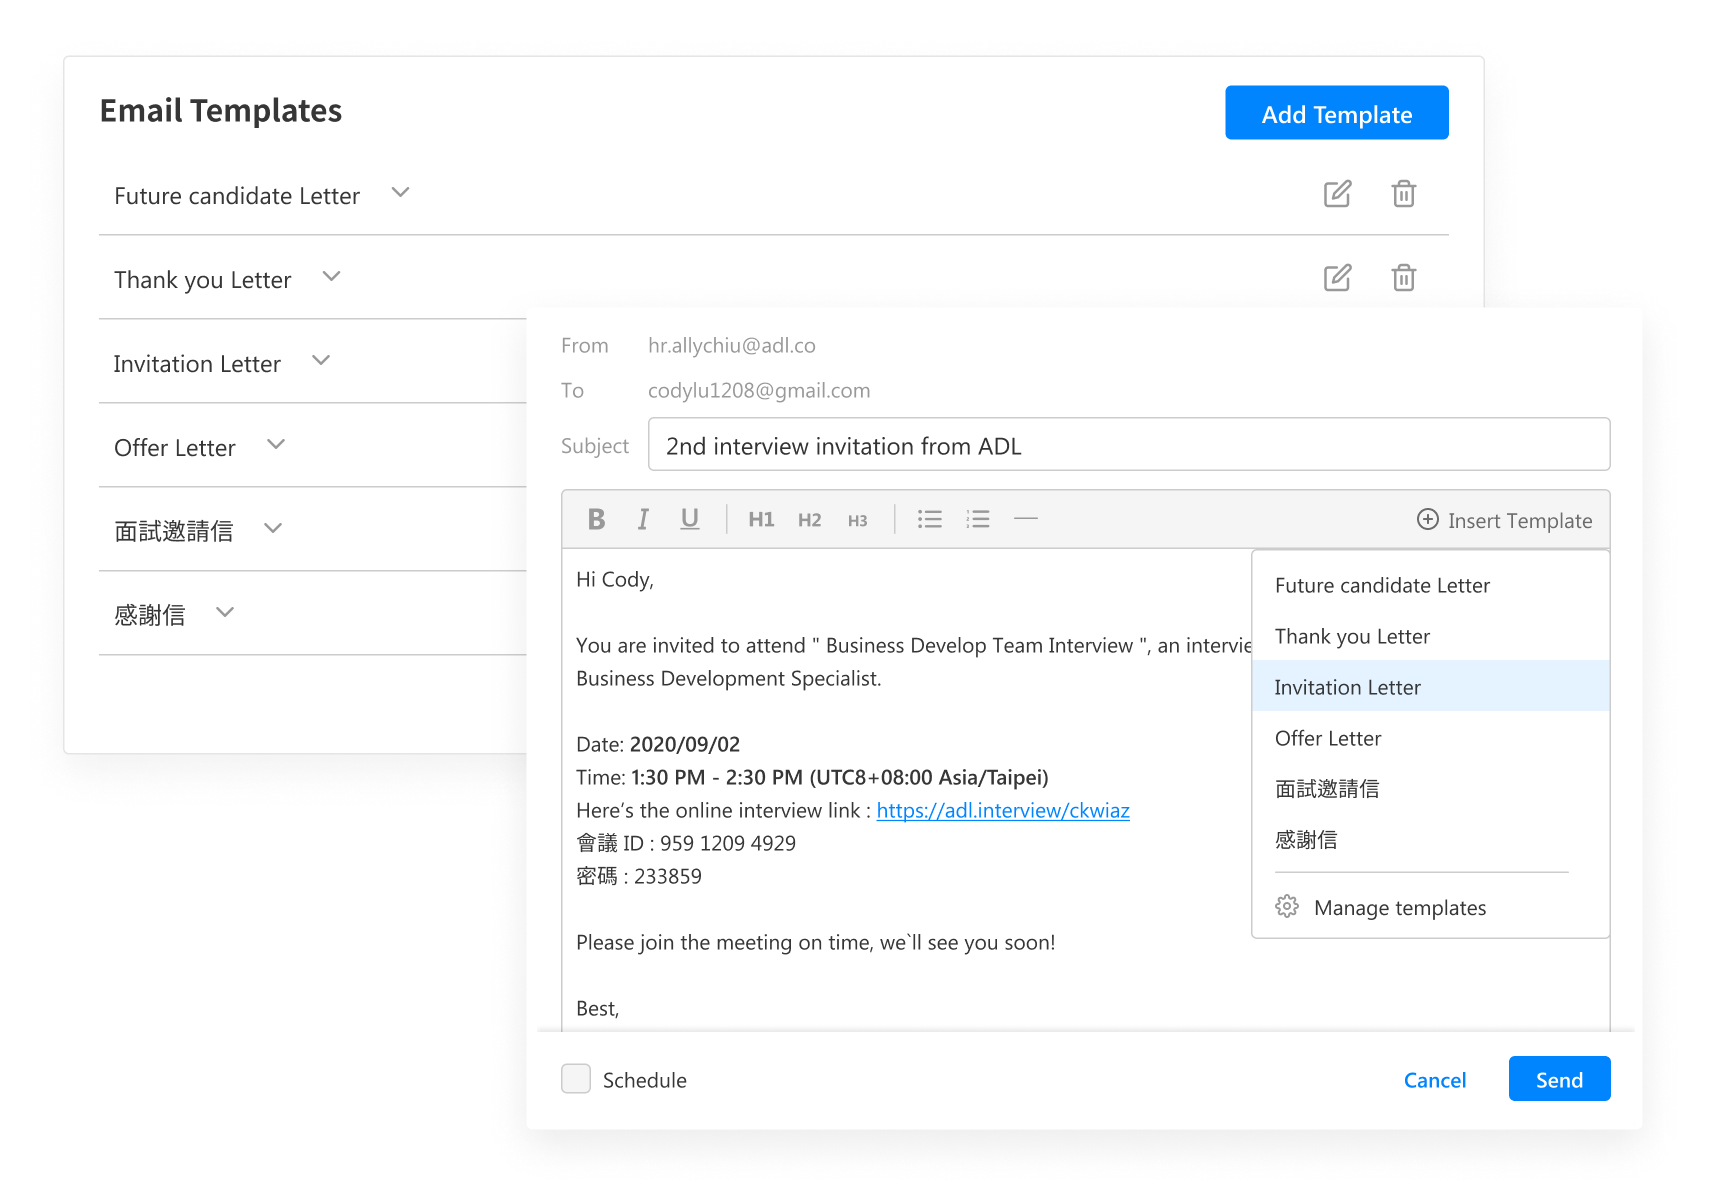 Email Templates
Add Template
Future candidate Letter
Thank you Letter
Invitation Letter
Offer Letter
面試邀請信
感謝信
From hr.allychiu@adl.co
To codylu1208@gmail.com
Subject 2nd interview invitation from ADL
B I U H1 H2 H3 Insert Template
Hi Cody,
You are invited to attend " Business Develop Team Interview ", an intervie
Business Development Specialist.
Date: 2020/09/02
Time: 1:30 PM - 2:30 PM (UTC8+08:00 Asia/Taipei)
Here’s the online interview link : https://adl.interview/ckwiaz
會議 ID : 959 1209 4929
密碼 : 233859
Please join the meeting on time, we`ll see you soon!
Best,
Future candidate Letter
Thank you Letter
Invitation Letter
Offer Letter
面試邀請信
感謝信
Manage templates
Schedule
Cancel
Send